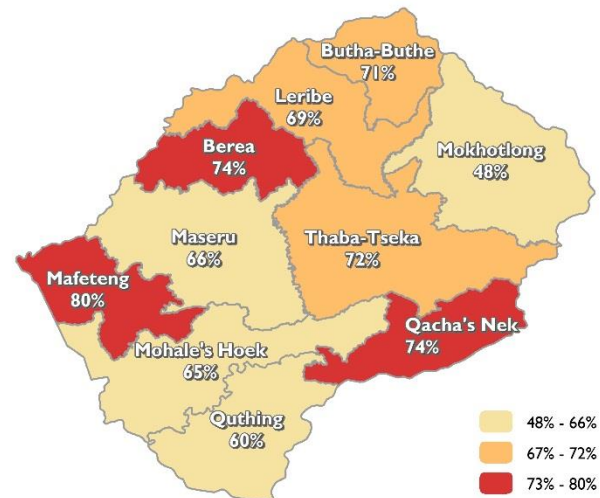 Butha-Buthe
71%
Leribe
69%
Berea
74%
Mokhotlong
48%
Maseru
66%
Thaba-Tseka
72%
Mafeteng
80%
Qacha's Nek
74%
Mohale's Hoek
65%
Quthing
60%
48% - 66%
67% - 72%
73% - 80%